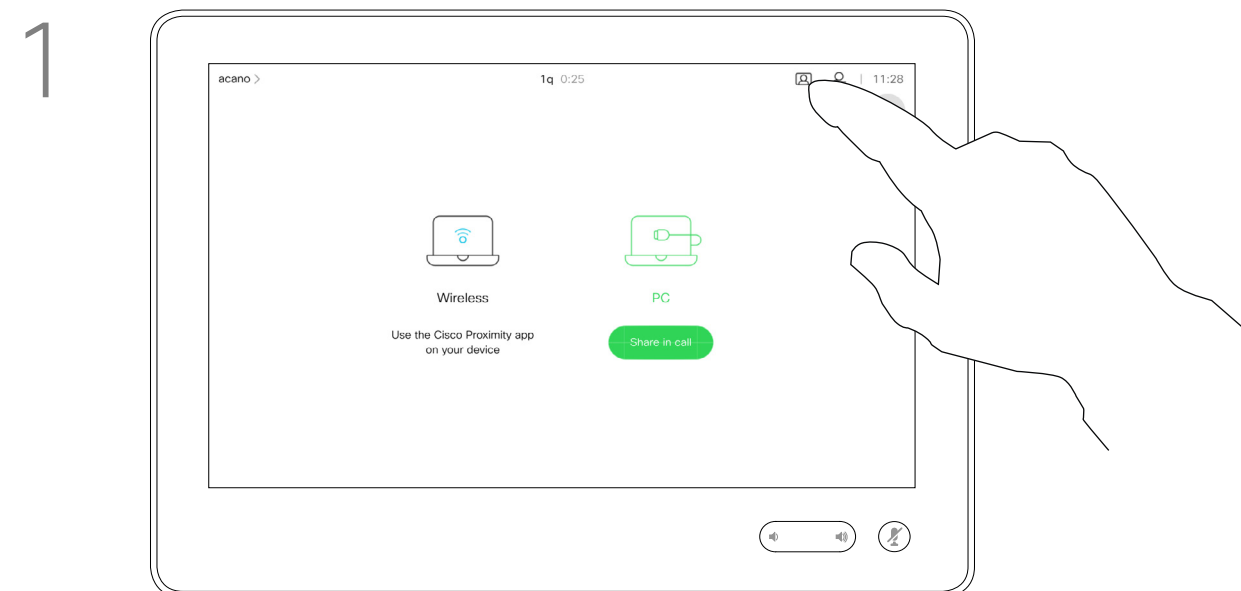 1
acano >
1q 0:25
11:28
Wireless
PC
Use the Cisco Proximity app
on your device
Share in call